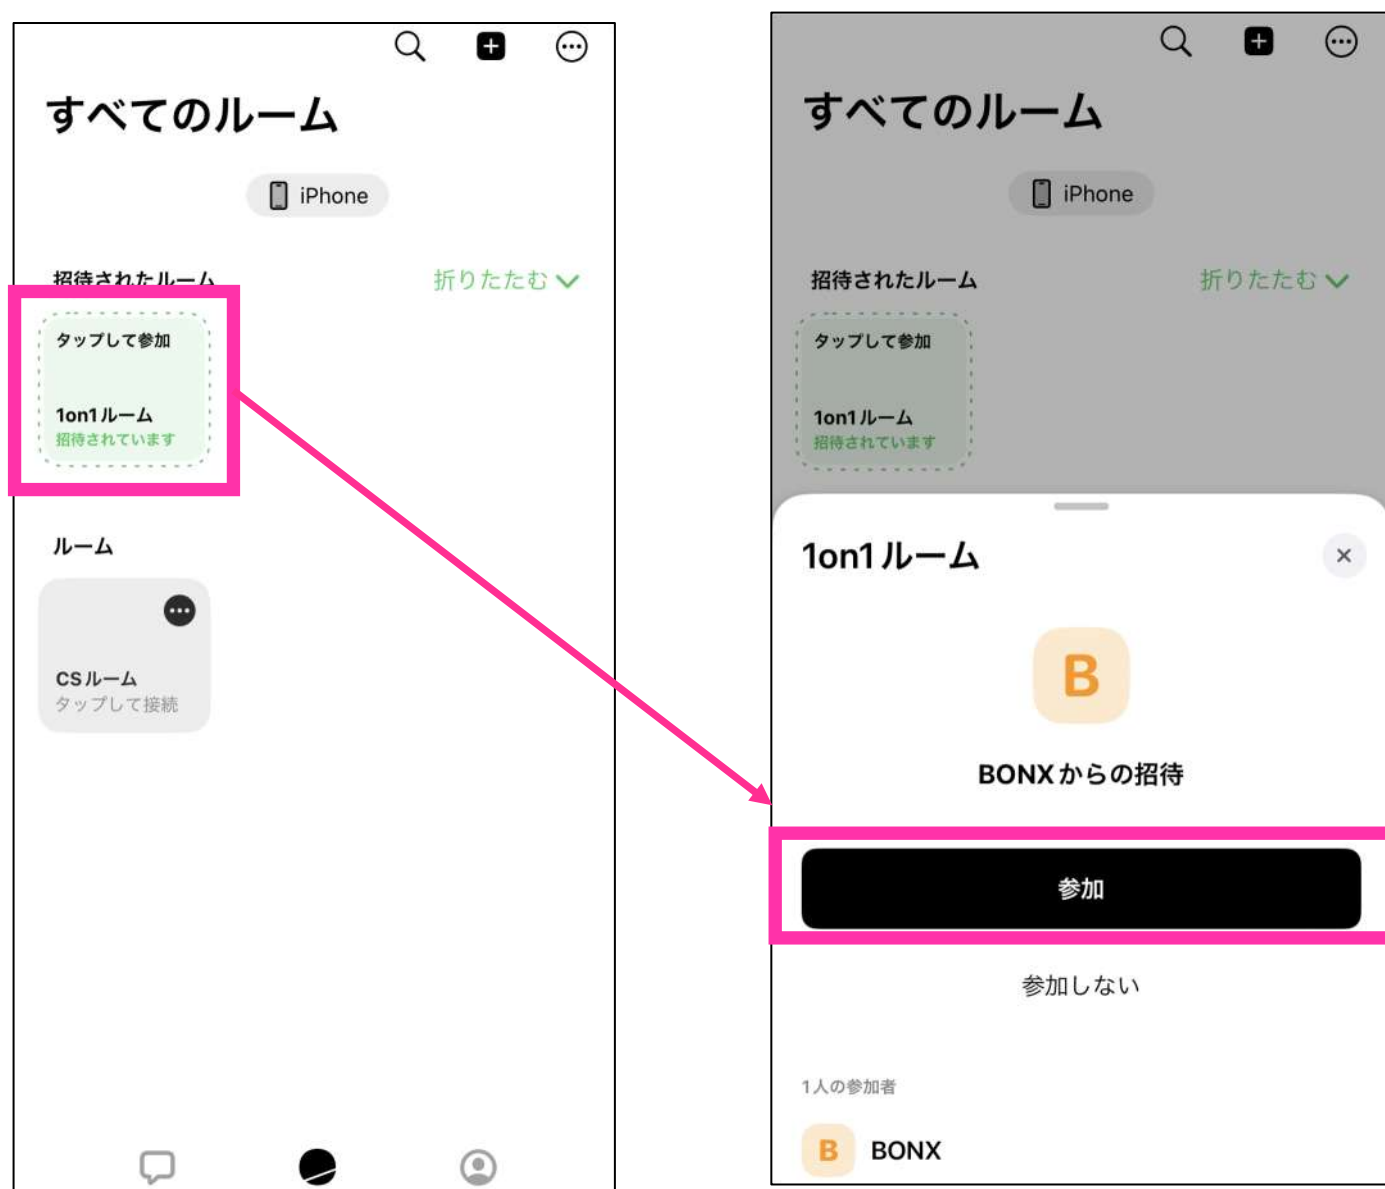 すべてのルーム
iPhone
招待されたルーム
折りたたむ
タップして参加
1on1ルーム
招待されています
ルーム
CSルーム
タップして接続
すべてのルーム
iPhone
招待されたルーム
折りたたむ
タップして参加
1on1ルーム
招待されています
1on1ルーム
B
BONXからの招待
参加
参加しない
1人の参加者
B BONX